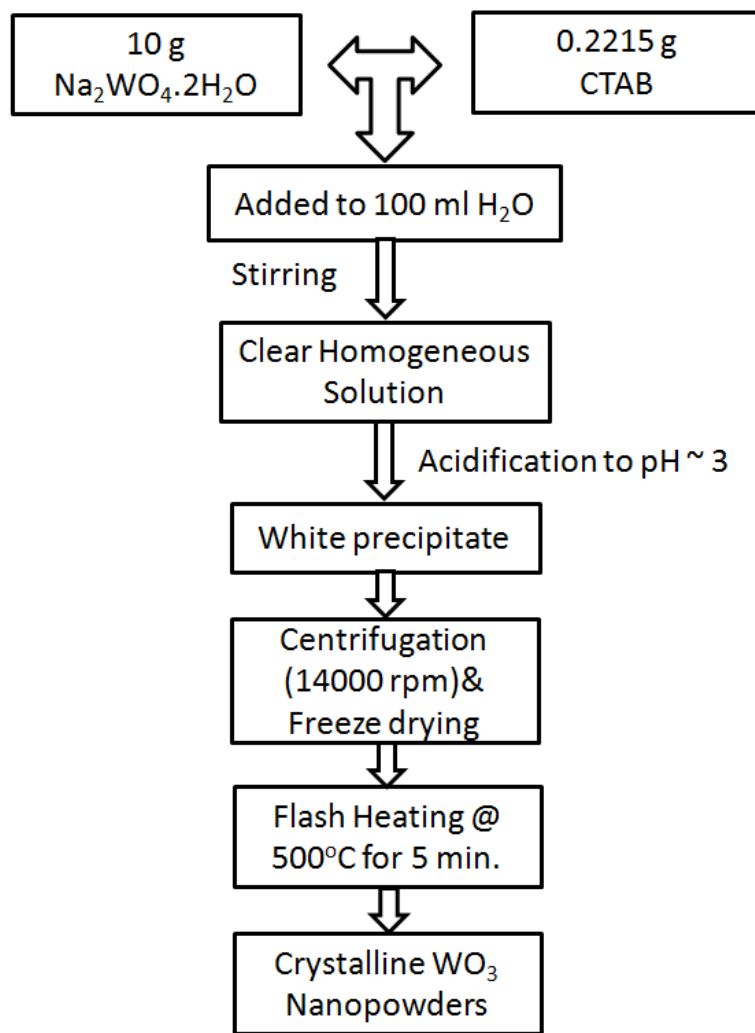 10 g
Na₂WO₄.2H₂O
0.2215 g
CTAB
Added to 100 ml H₂O
Stirring
Clear Homogeneous
Solution
Acidification to pH ~ 3
White precipitate
Centrifugation
(14000 rpm)&
Freeze drying
Flash Heating @
500°C for 5 min.
Crystalline WO₃
Nanopowders